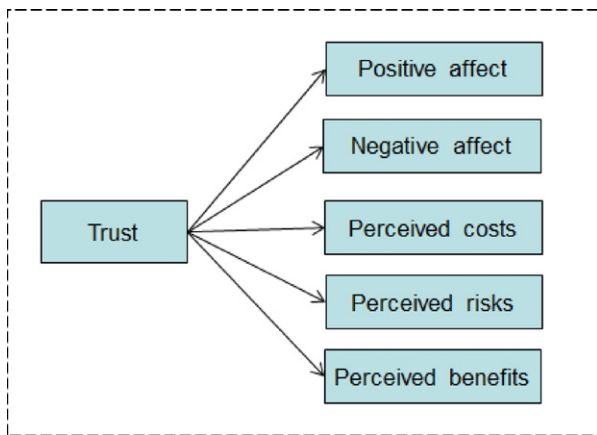 Positive affect
Negative affect
Trust
Perceived costs
Perceived risks
Perceived benefits